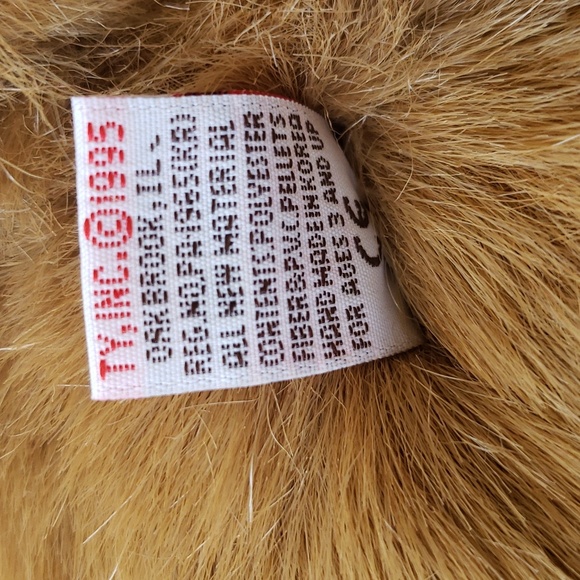 TY, INC. ©1995
OAKBROOK, IL.
REG. NO PA 1965(KR)
ALL NEW MATERIAL
CONTENTS: POLYESTER
FIBER & PVC PELLETS
HAND MADE IN KOREA
FOR AGES 3 AND UP
CE